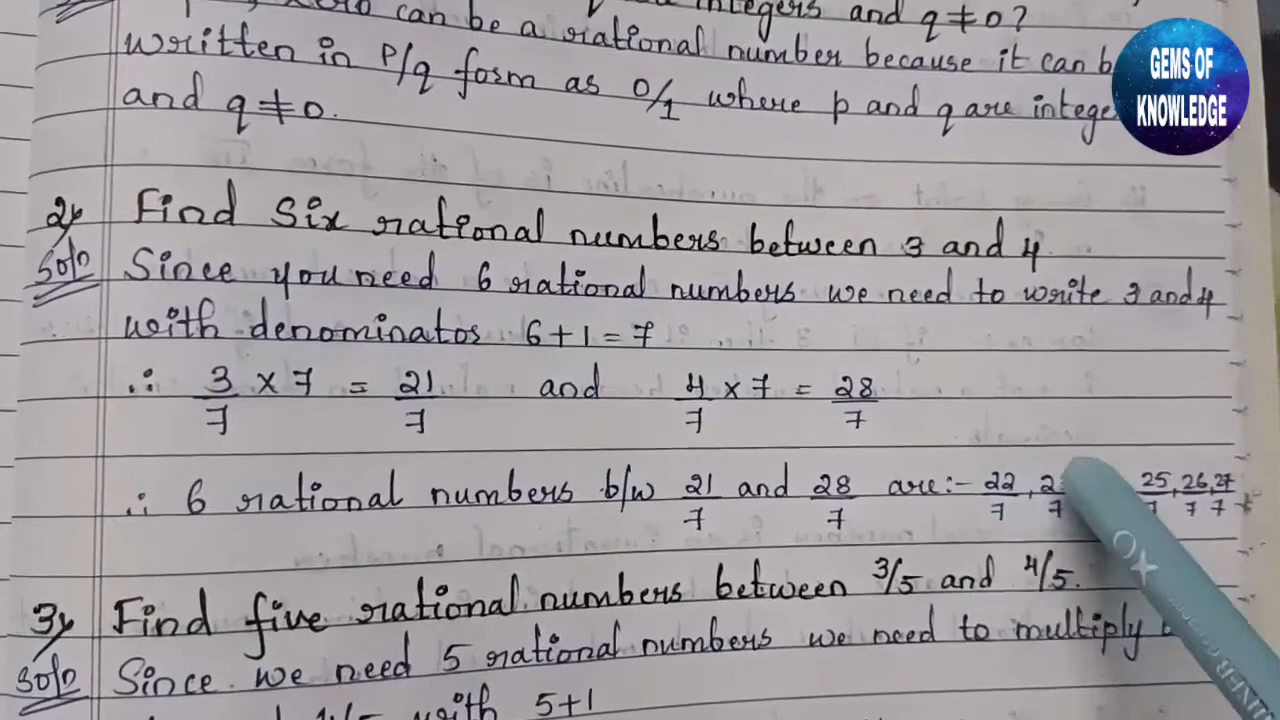 zero can be a rational number because it can b
integers and q ≠ 0?
written in P/q form as 0/1 where p and q are intege
and q ≠ 0.
GEMS OF
KNOWLEDGE
2) Find six rational numbers between 3 and 4.
Soln Since you need 6 rational numbers we need to write 3 and 4
with denominator 6+1=7
∴ 3/7 × 7 = 21/7 and 4/7 × 7 = 28/7
∴ 6 rational numbers b/w 21/7 and 28/7 are:- 22/7, 25/7, 26/7, 27/7
3) Find five rational numbers between 3/5 and 4/5.
Soln Since we need 5 rational numbers we need to multiply
with 5+1